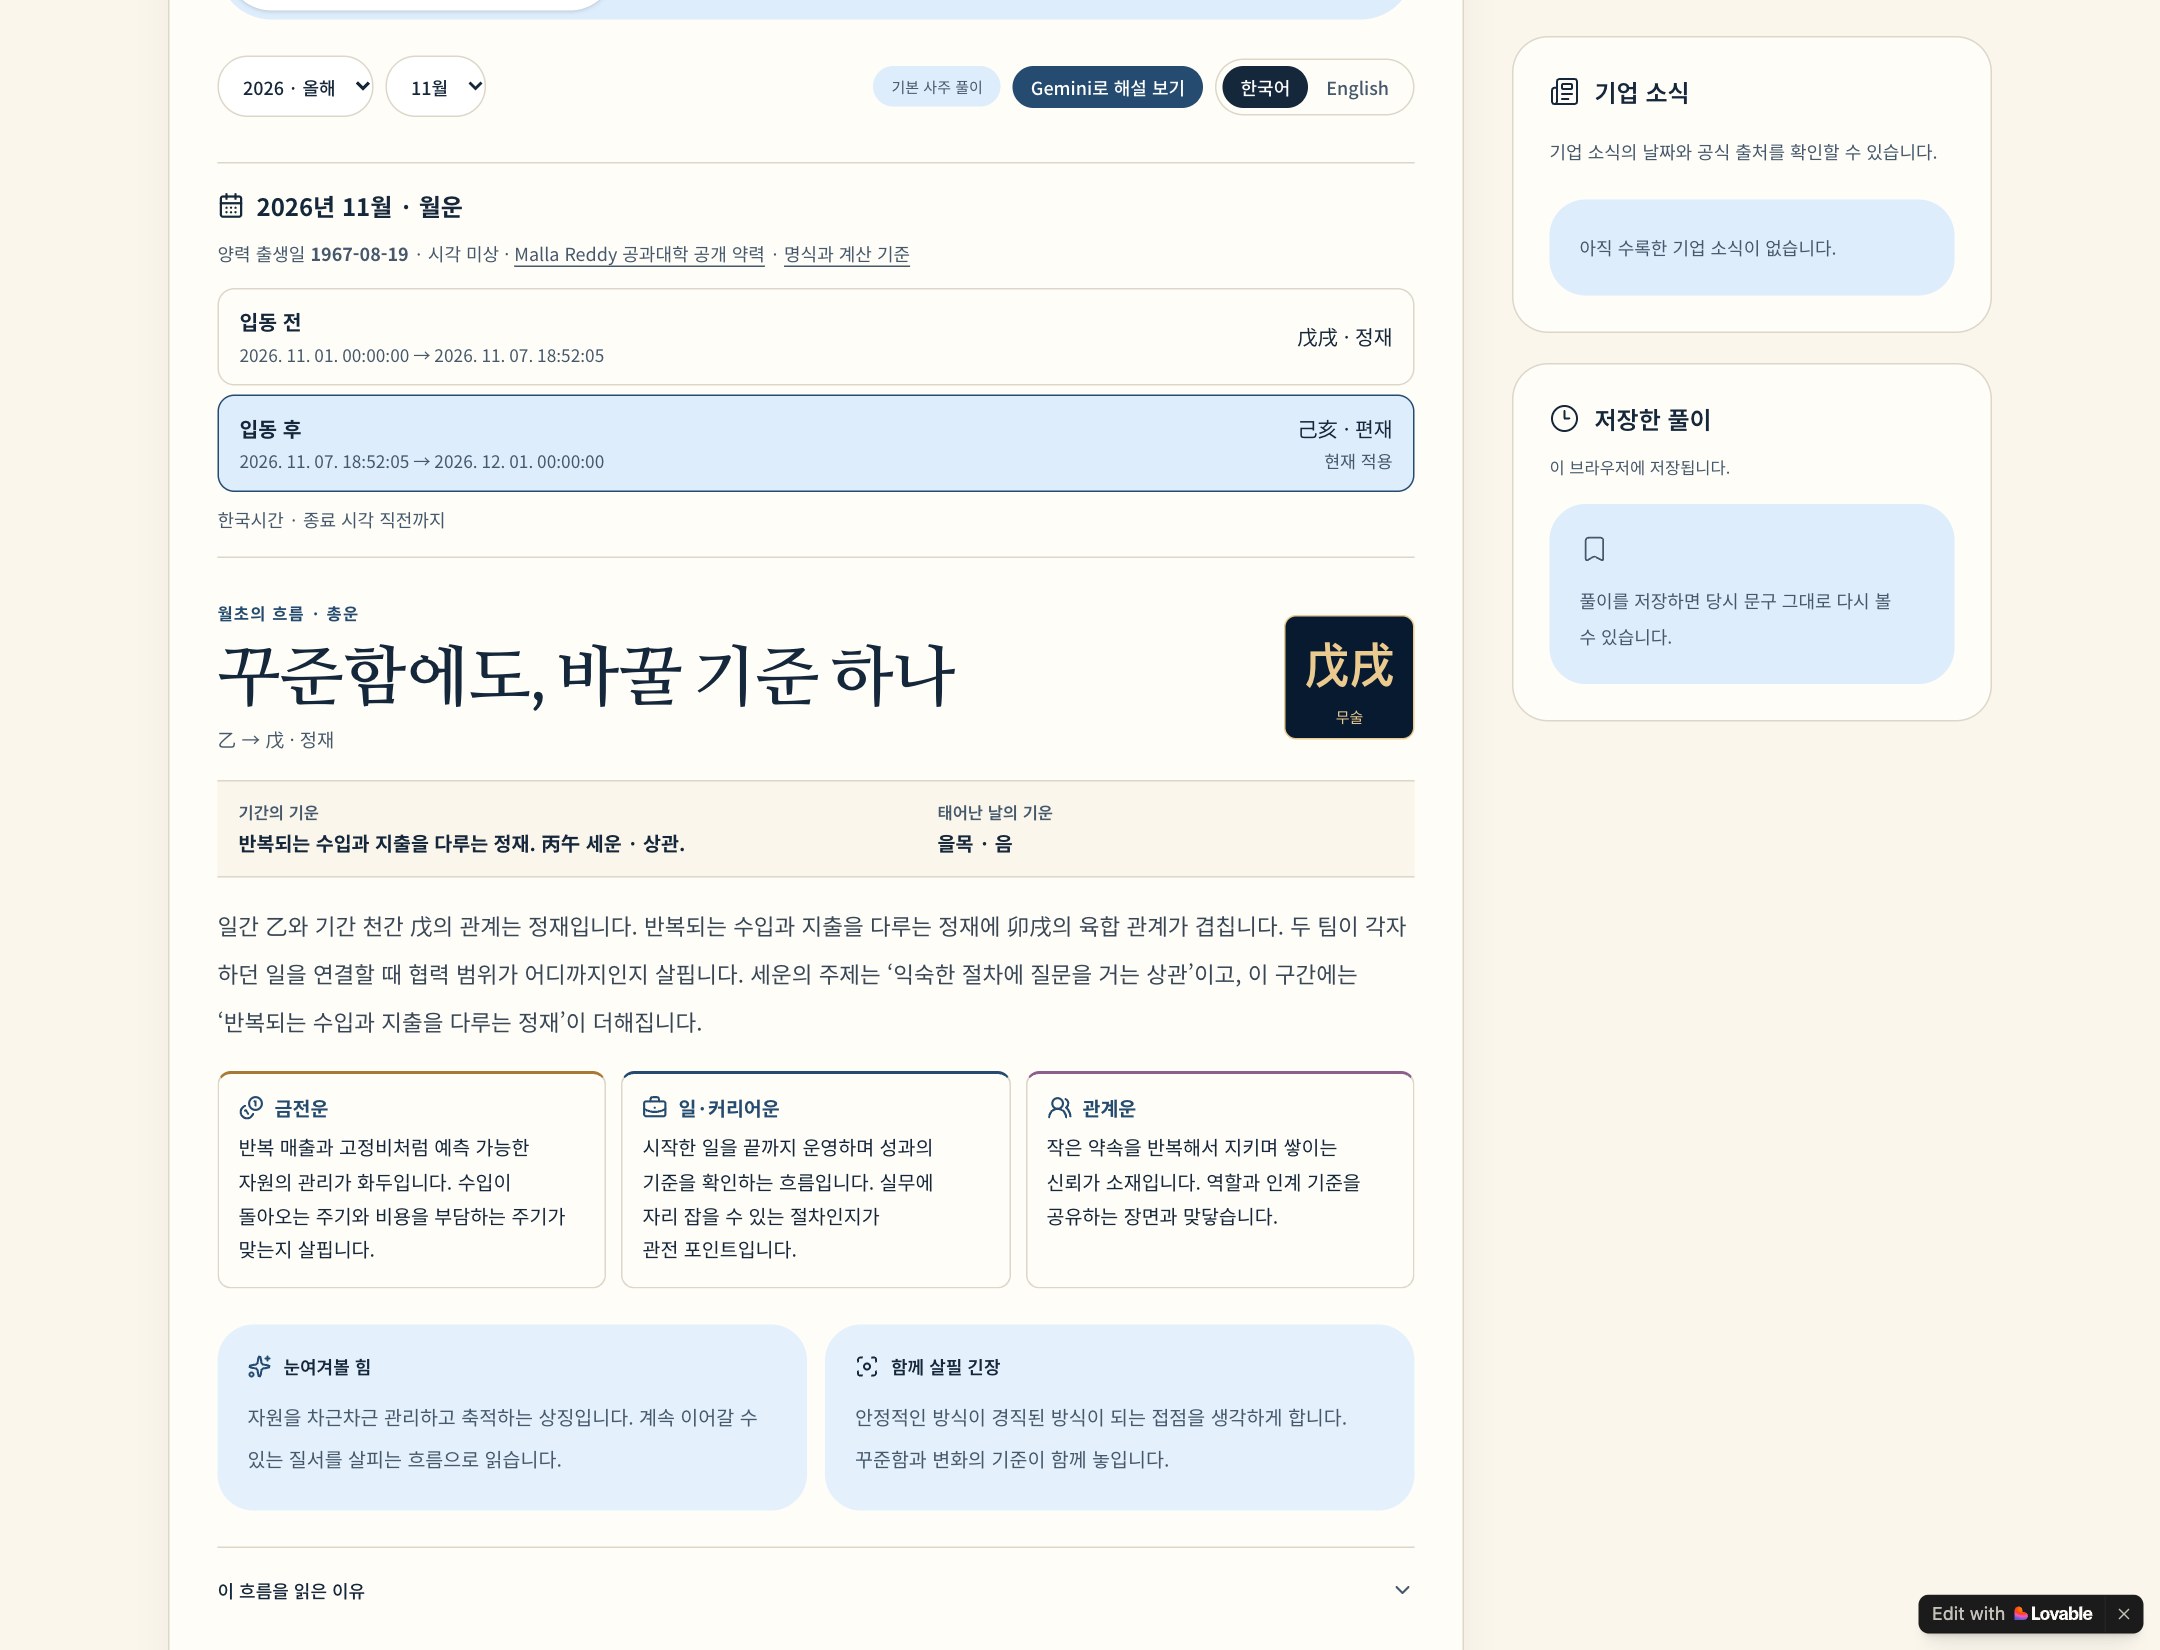 2026 · 올해
11월
기본 사주 풀이
Gemini로 해설 보기
한국어
English
2026년 11월 · 월운
양력 출생일 1967-08-19 · 시각 미상 · Malla Reddy 공과대학 공개 약력 · 명식과 계산 기준
입동 전
2026. 11. 01. 00:00:00 → 2026. 11. 07. 18:52:05
戊戌 · 정재
입동 후
2026. 11. 07. 18:52:05 → 2026. 12. 01. 00:00:00
己亥 · 편재
현재 적용
한국시간 · 종료 시각 직전까지
월초의 흐름 · 총운
꾸준함에도, 바꿀 기준 하나
乙 → 戊 · 정재
戊戌
무술
기간의 기운
반복되는 수입과 지출을 다루는 정재. 丙午 세운 · 상관.
태어난 날의 기운
을목 · 음
일간 乙와 기간 천간 戊의 관계는 정재입니다. 반복되는 수입과 지출을 다루는 정재에 卯戌의 육합 관계가 겹칩니다. 두 팀이 각자
하던 일을 연결할 때 협력 범위가 어디까지인지 살핍니다. 세운의 주제는 ‘익숙한 절차에 질문을 거는 상관’이고, 이 구간에는
‘반복되는 수입과 지출을 다루는 정재’이 더해집니다.
금전운
반복 매출과 고정비처럼 예측 가능한
자원의 관리가 화두입니다. 수입이
돌아오는 주기와 비용을 부담하는 주기가
맞는지 살핍니다.
일·커리어운
시작한 일을 끝까지 운영하며 성과의
기준을 확인하는 흐름입니다. 실무에
자리 잡을 수 있는 절차인지가
관전 포인트입니다.
관계운
작은 약속을 반복해서 지키며 쌓이는
신뢰가 소재입니다. 역할과 인계 기준을
공유하는 장면과 맞닿습니다.
눈여겨볼 힘
자원을 차근차근 관리하고 축적하는 상징입니다. 계속 이어갈 수
있는 질서를 살피는 흐름으로 읽습니다.
함께 살필 긴장
안정적인 방식이 경직된 방식이 되는 접점을 생각하게 합니다.
꾸준함과 변화의 기준이 함께 놓입니다.
이 흐름을 읽은 이유
기업 소식
기업 소식의 날짜와 공식 출처를 확인할 수 있습니다.
아직 수록한 기업 소식이 없습니다.
저장한 풀이
이 브라우저에 저장됩니다.
풀이를 저장하면 당시 문구 그대로 다시 볼
수 있습니다.
Edit with Lovable